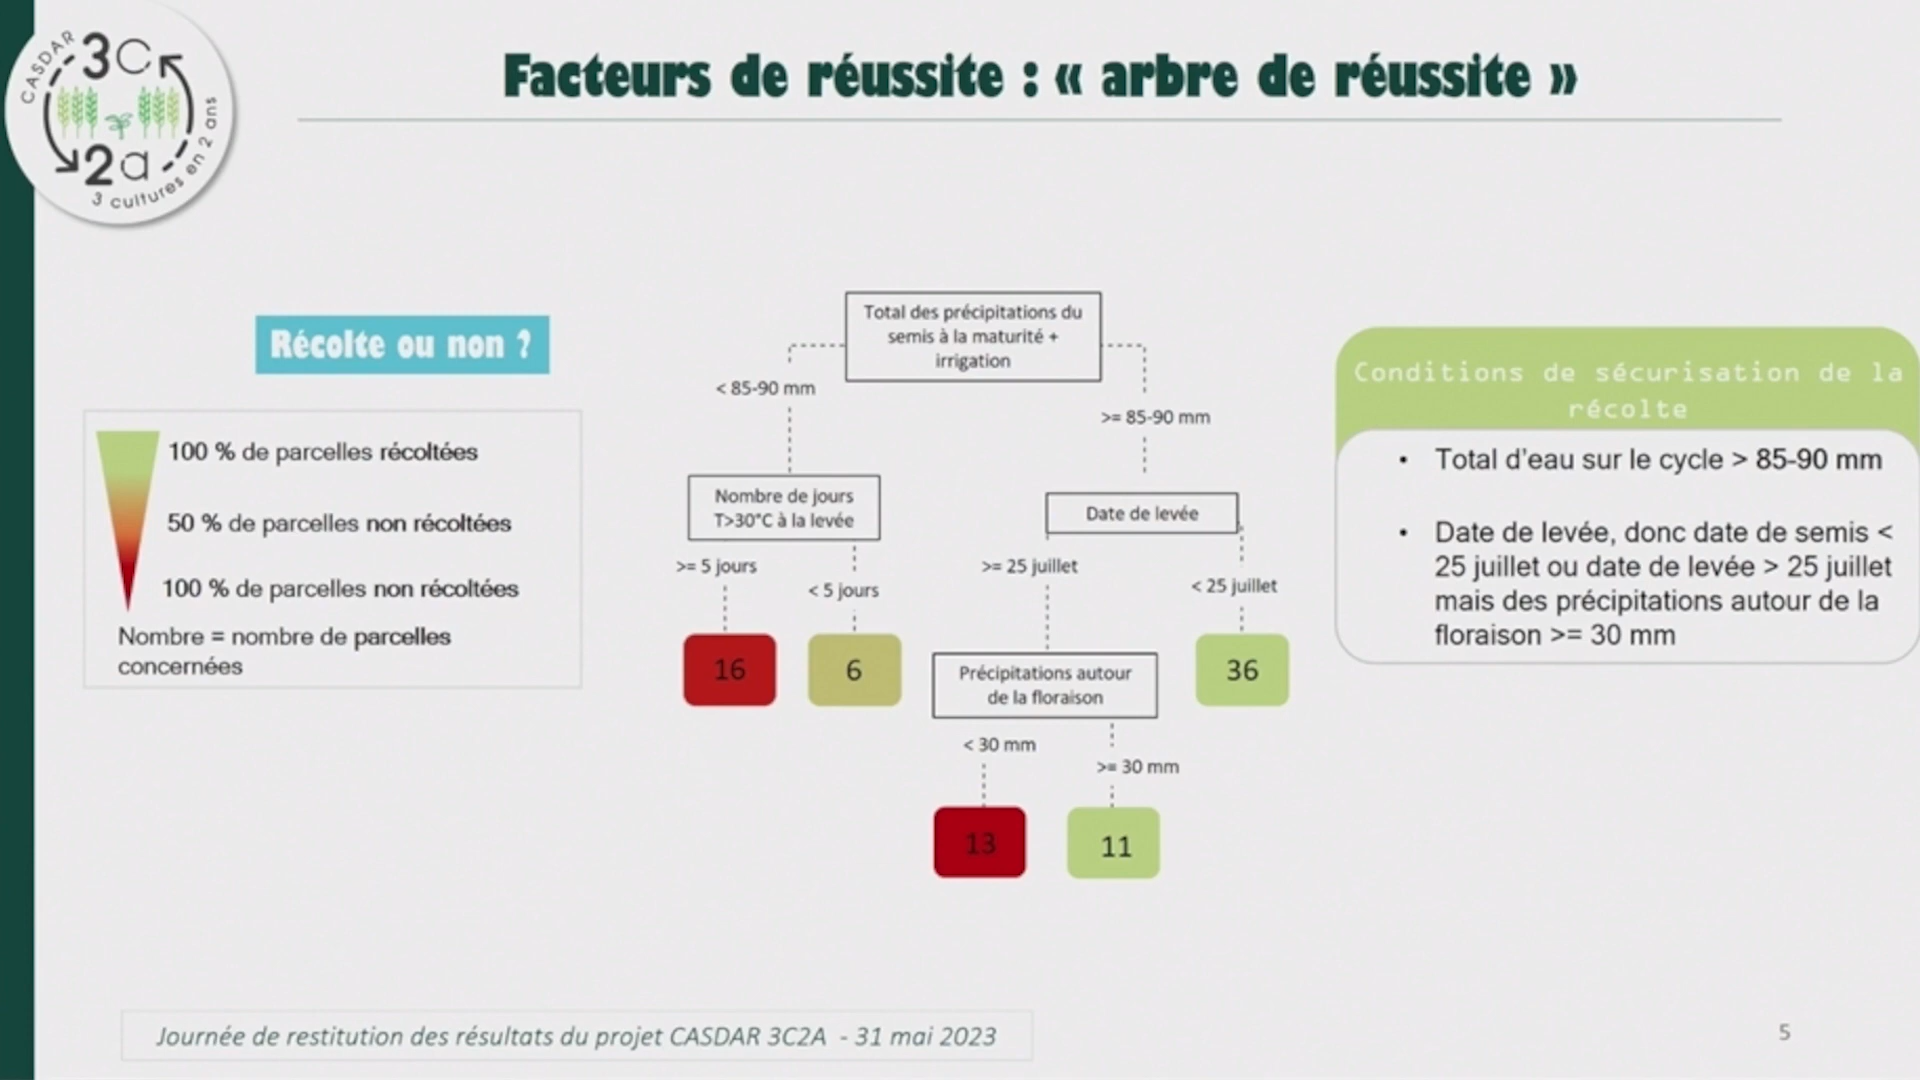 CASDAR
3C
2a
3 cultures en 2 ans
Facteurs de réussite : « arbre de réussite »
Récolte ou non ?
100 % de parcelles récoltées
50 % de parcelles non récoltées
100 % de parcelles non récoltées
Nombre = nombre de parcelles
concernées
Total des précipitations du
semis à la maturité +
irrigation
< 85-90 mm
>= 85-90 mm
Nombre de jours
T>30°C à la levée
Date de levée
>= 5 jours
< 5 jours
>= 25 juillet
< 25 juillet
16
6
Précipitations autour
de la floraison
36
< 30 mm
>= 30 mm
13
11
Conditions de sécurisation de la
récolte
• Total d'eau sur le cycle > 85-90 mm
• Date de levée, donc date de semis <
25 juillet ou date de levée > 25 juillet
mais des précipitations autour de la
floraison >= 30 mm
Journée de restitution des résultats du projet CASDAR 3C2A - 31 mai 2023
5